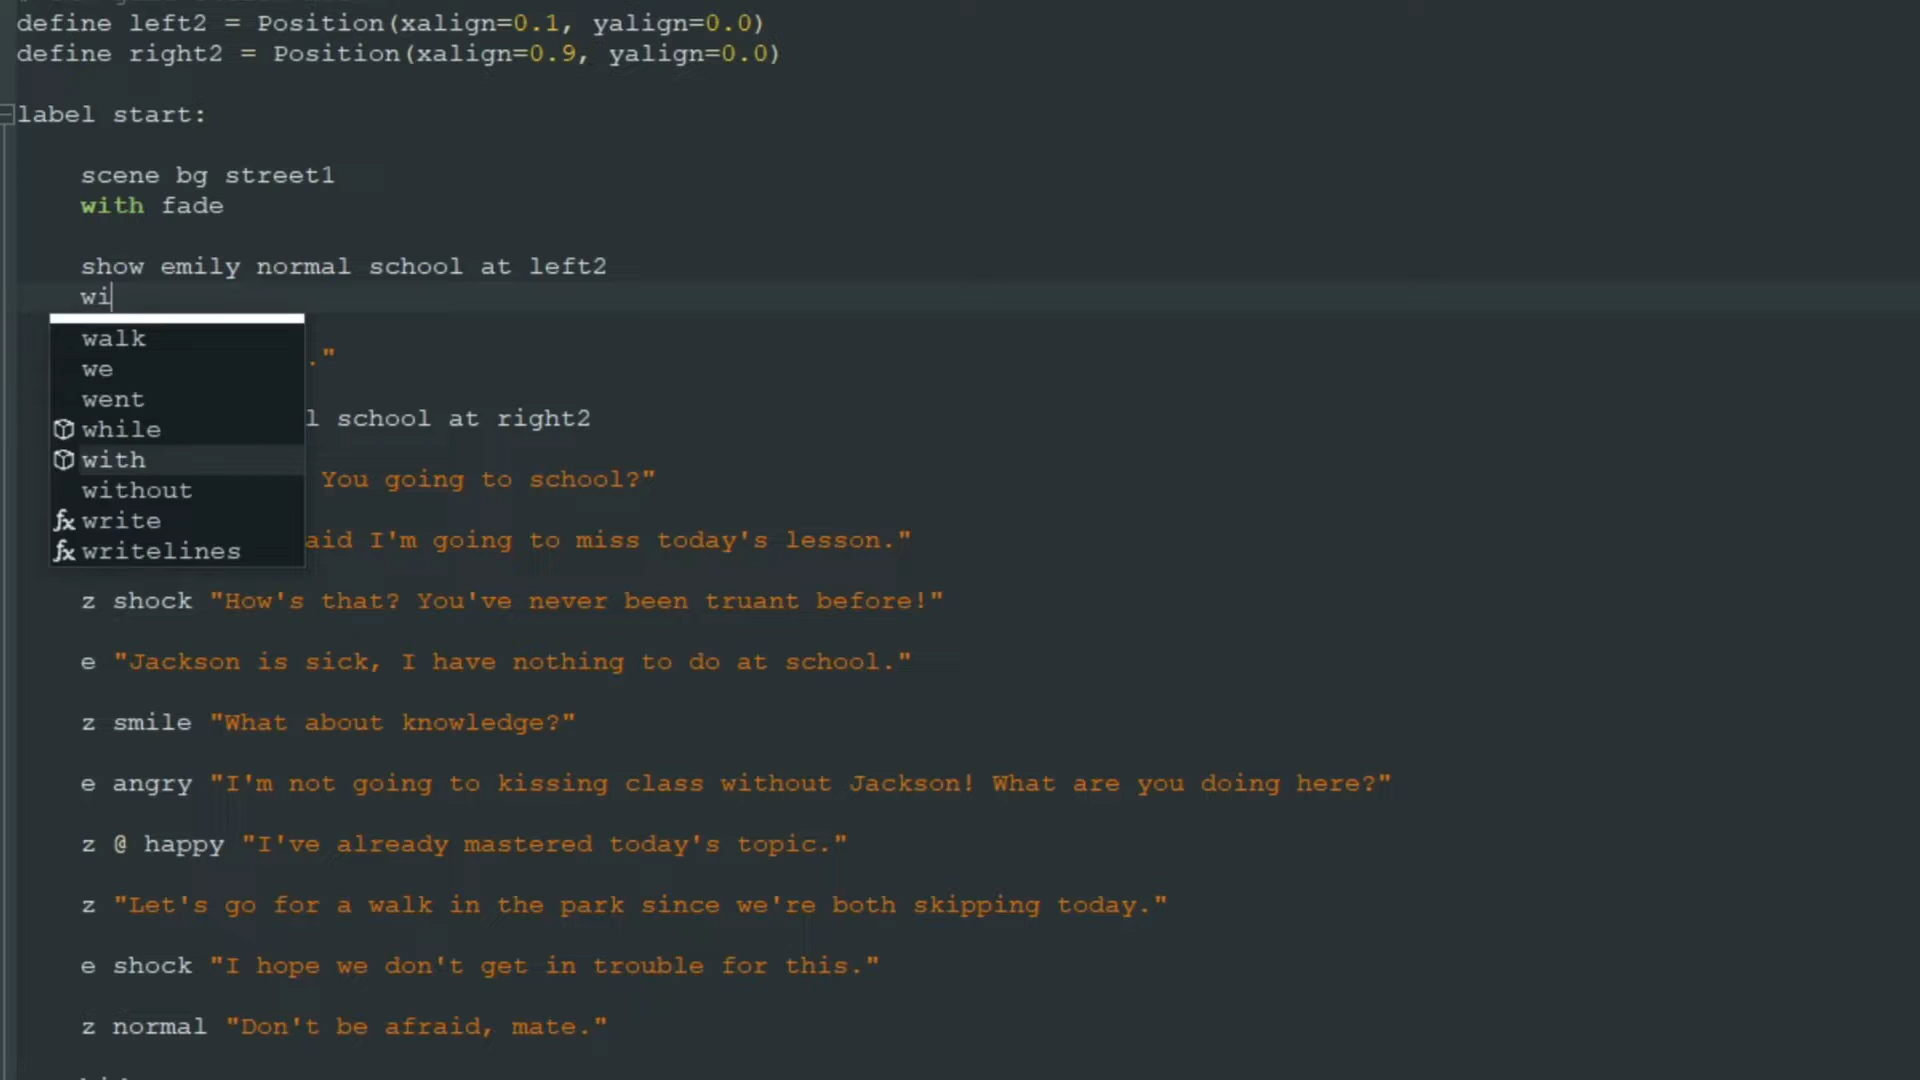 define left2 = Position(xalign=0.1, yalign=0.0)
define right2 = Position(xalign=0.9, yalign=0.0)
label start:
scene bg street1
with fade
show emily normal school at left2
wi
walk
."
we
went
l school at right2
while
with
You going to school?"
without
write
aid I'm going to miss today's lesson."
writelines
z shock "How's that? You've never been truant before!"
e "Jackson is sick, I have nothing to do at school."
z smile "What about knowledge?"
e angry "I'm not going to kissing class without Jackson! What are you doing here?"
z @ happy "I've already mastered today's topic."
z "Let's go for a walk in the park since we're both skipping today."
e shock "I hope we don't get in trouble for this."
z normal "Don't be afraid, mate."